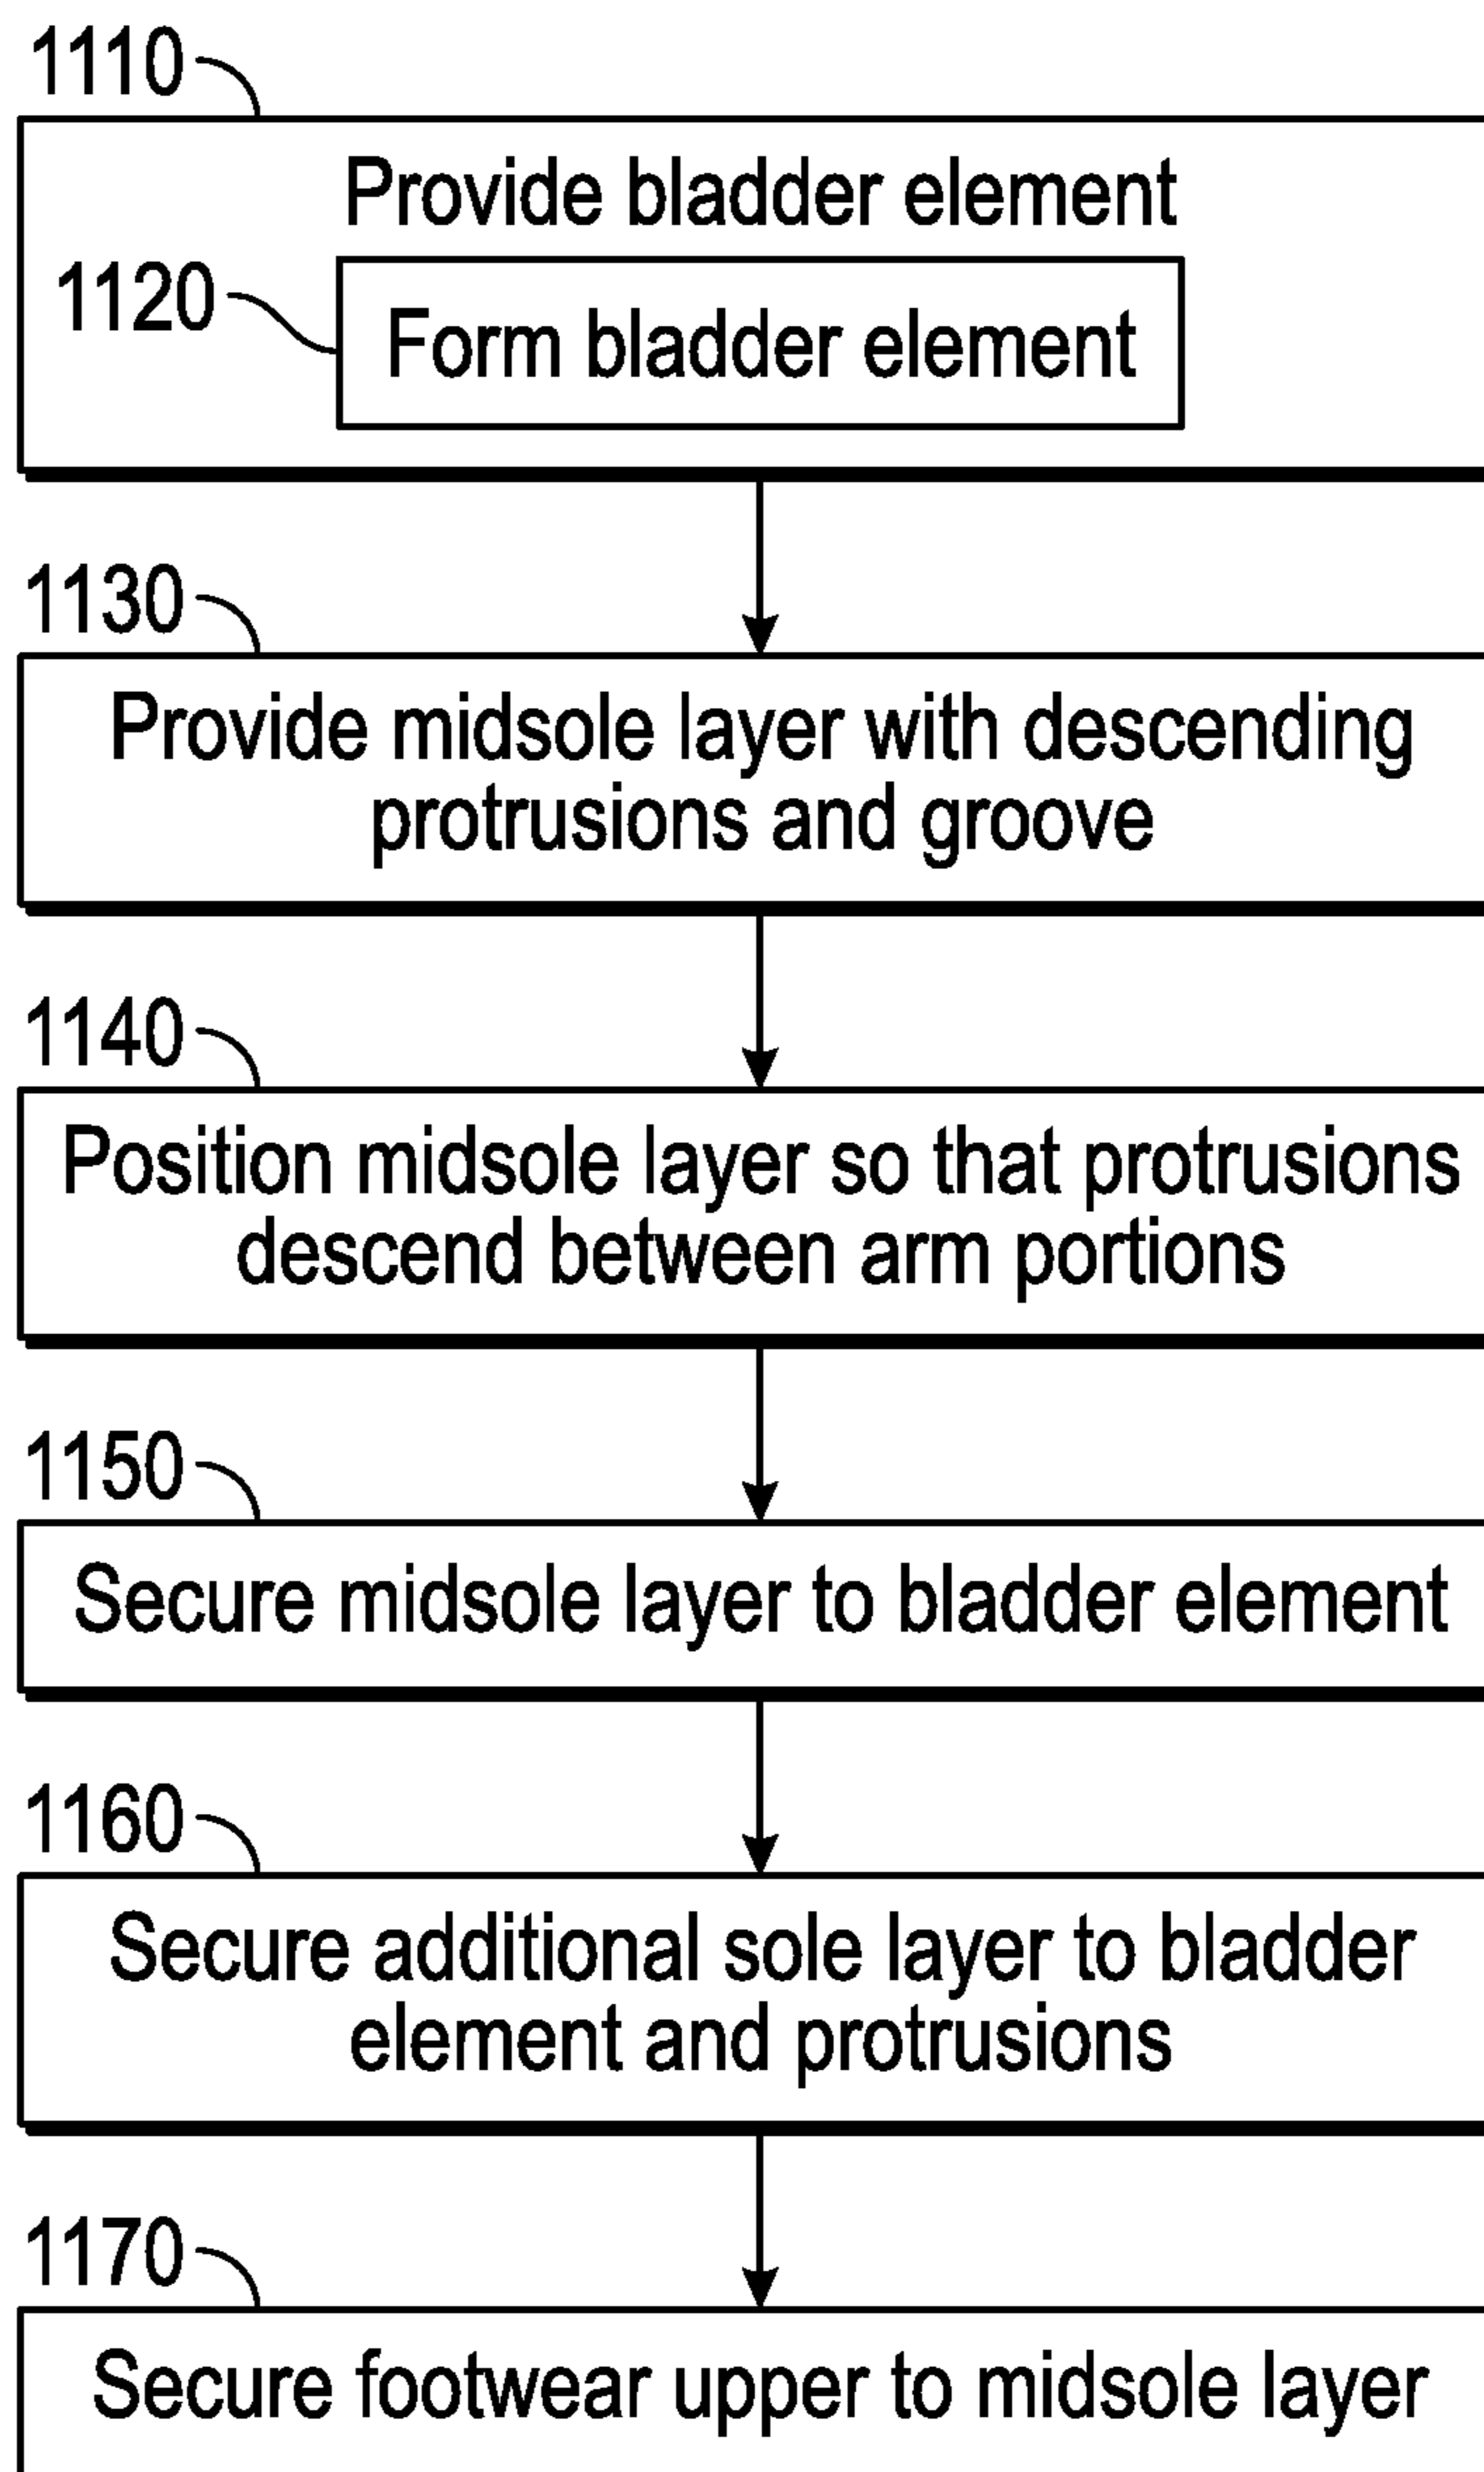 1110
Provide bladder element
1120
Form bladder element
1130
Provide midsole layer with descending
protrusions and groove
1140
Position midsole layer so that protrusions
descend between arm portions
1150
Secure midsole layer to bladder element
1160
Secure additional sole layer to bladder
element and protrusions
1170
Secure footwear upper to midsole layer